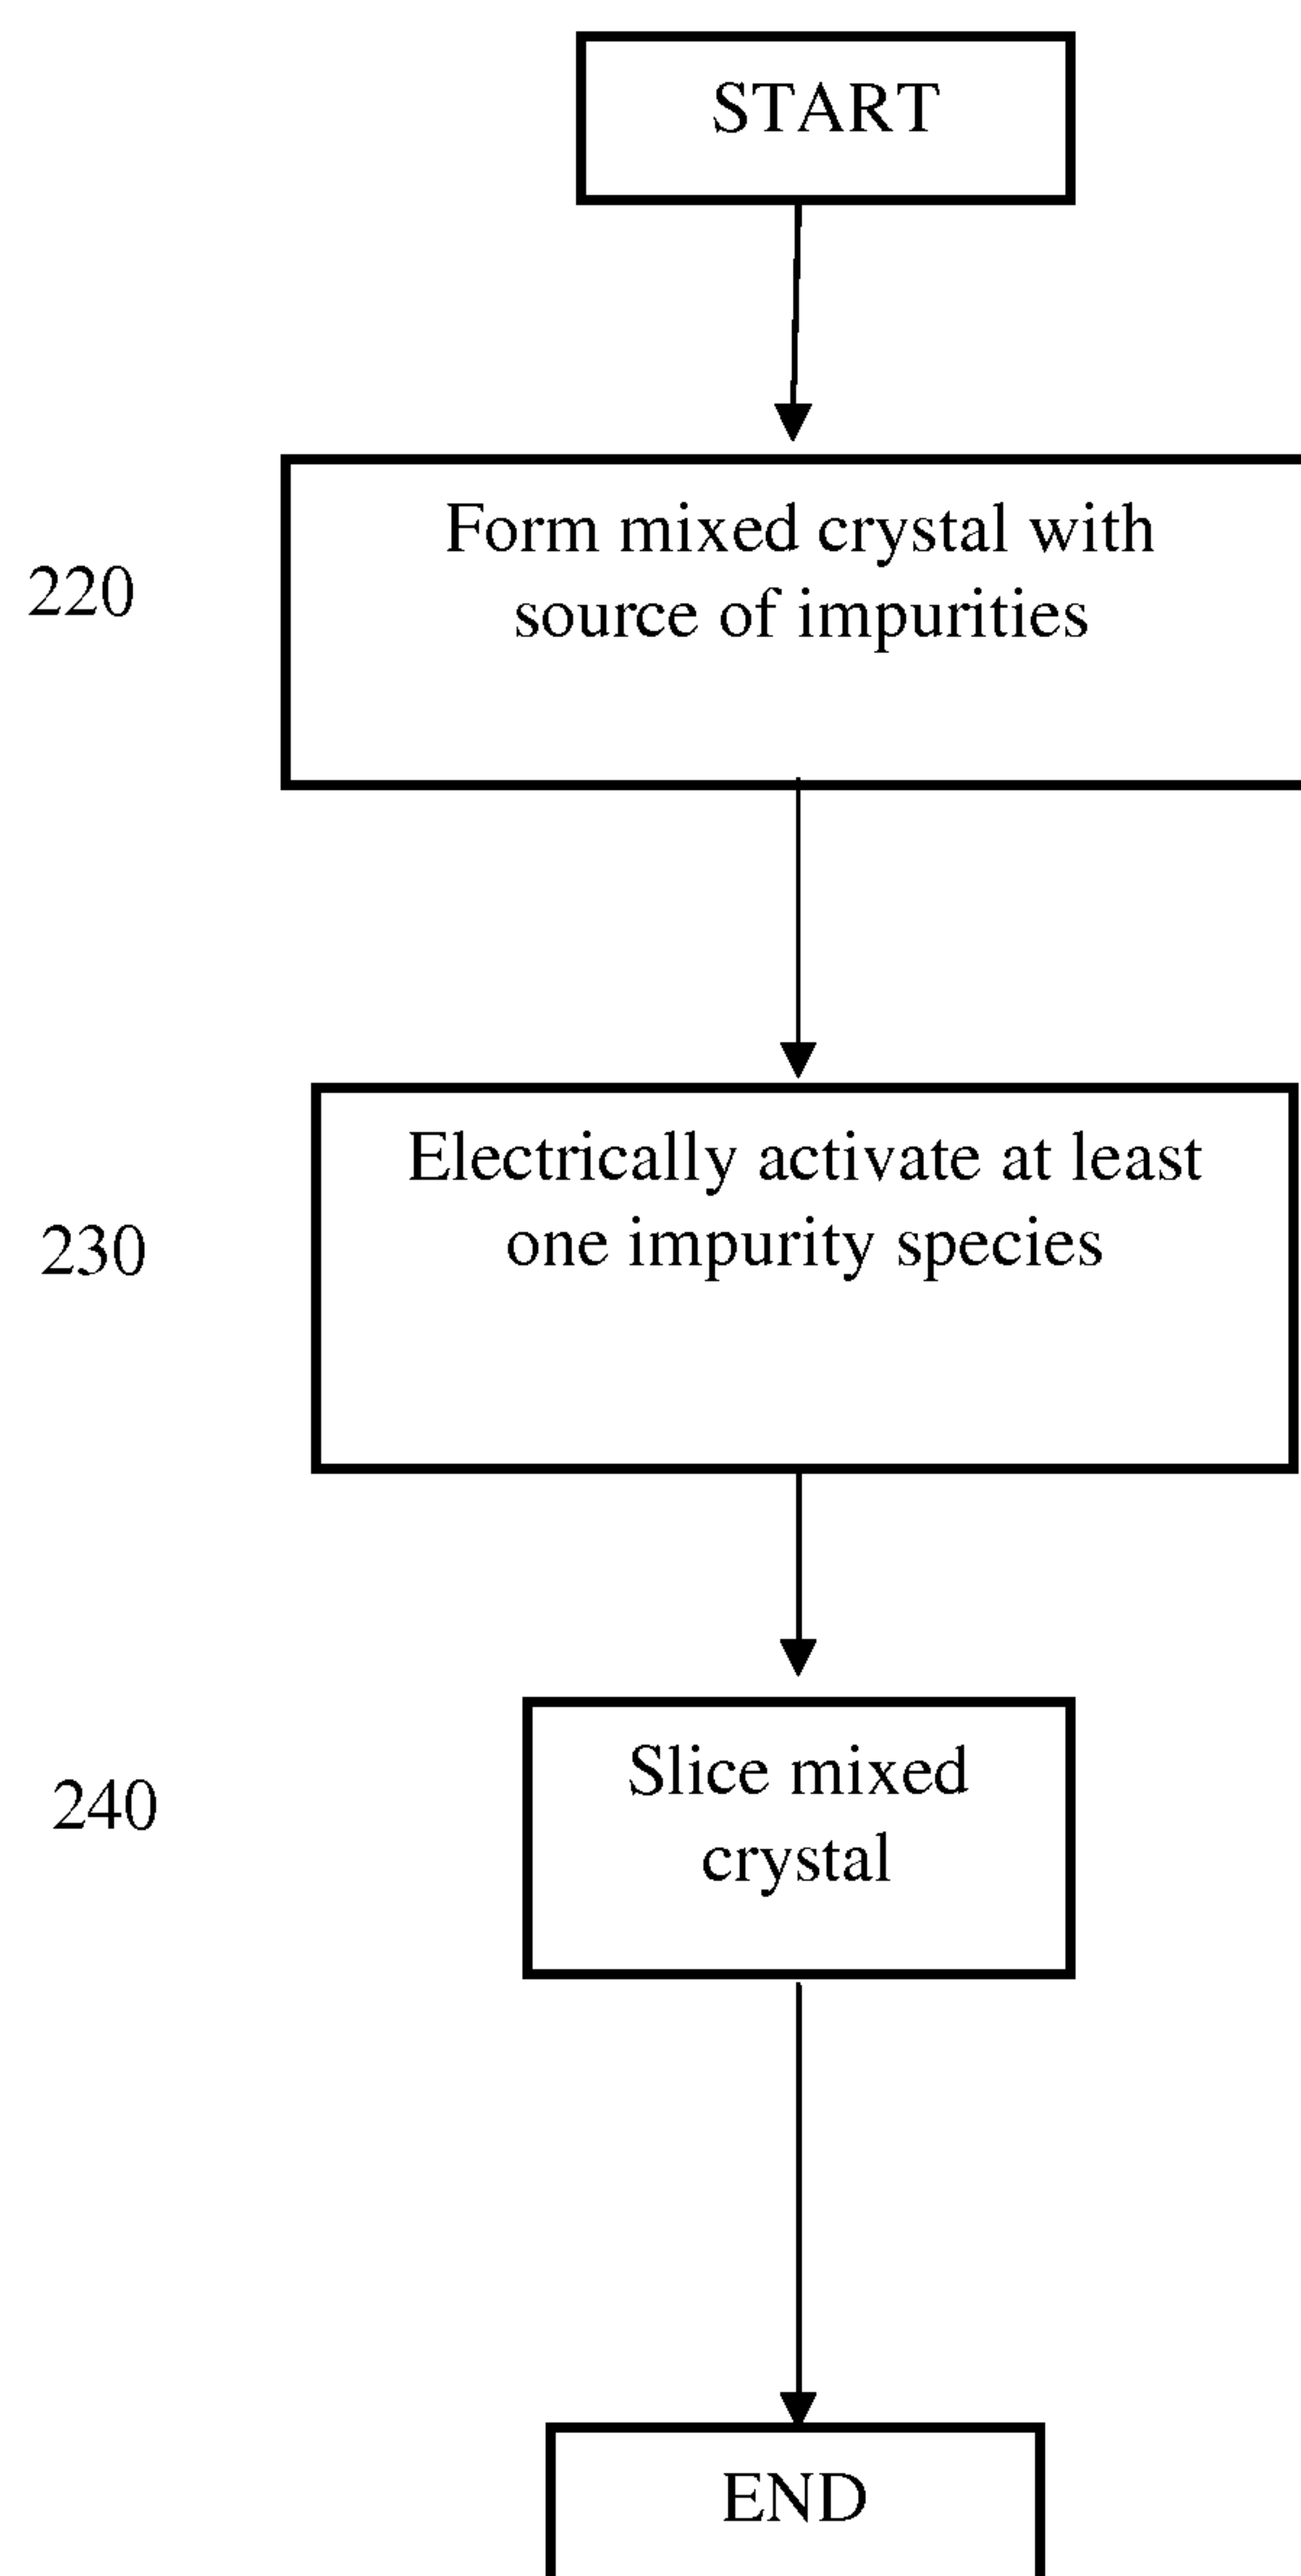 START
220
Form mixed crystal with
source of impurities
230
Electrically activate at least
one impurity species
240
Slice mixed
crystal
END